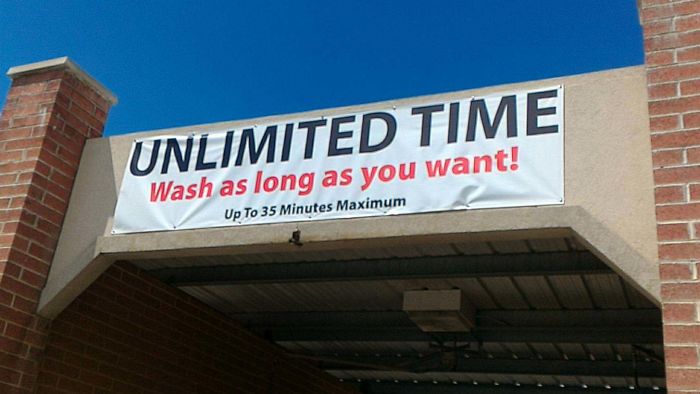 UNLIMITED TIME
Wash as long as you want!
Up To 35 Minutes Maximum